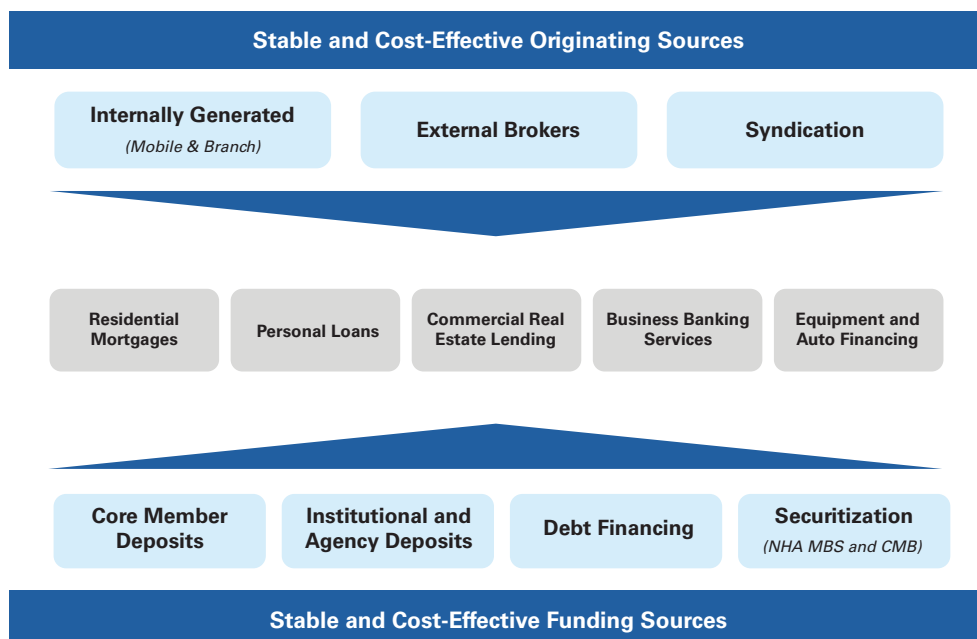 Stable and Cost-Effective Originating Sources
Internally Generated
(Mobile & Branch)
External Brokers
Syndication
Residential
Mortgages
Personal Loans
Commercial Real
Estate Lending
Business Banking
Services
Equipment and
Auto Financing
Core Member
Deposits
Institutional and
Agency Deposits
Debt Financing
Securitization
(NHA MBS and CMB)
Stable and Cost-Effective Funding Sources